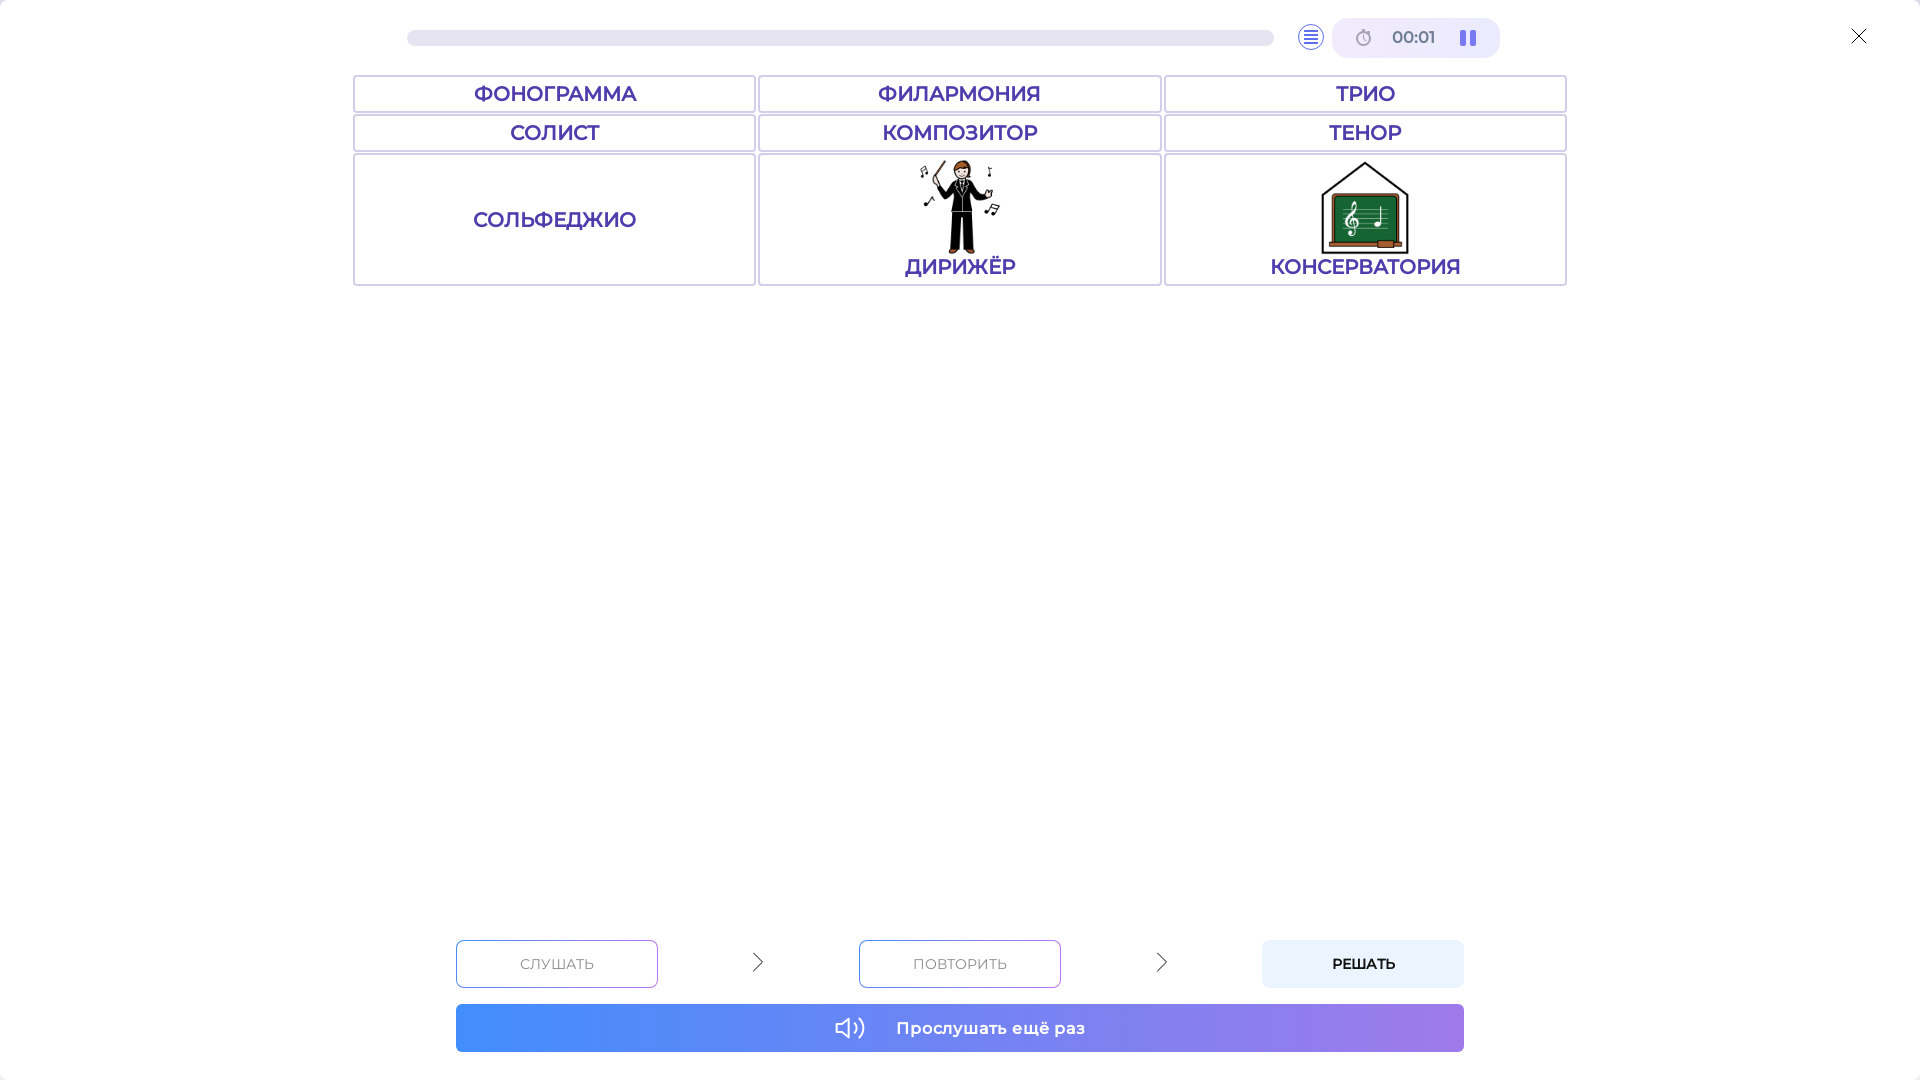 00:01
ФОНОГРАММА
ФИЛАРМОНИЯ
ТРИО
СОЛИСТ
КОМПОЗИТОР
ТЕНОР
СОЛЬФЕДЖИО
ДИРИЖЁР
КОНСЕРВАТОРИЯ
СЛУШАТЬ
ПОВТОРИТЬ
РЕШАТЬ
Прослушать ещё раз